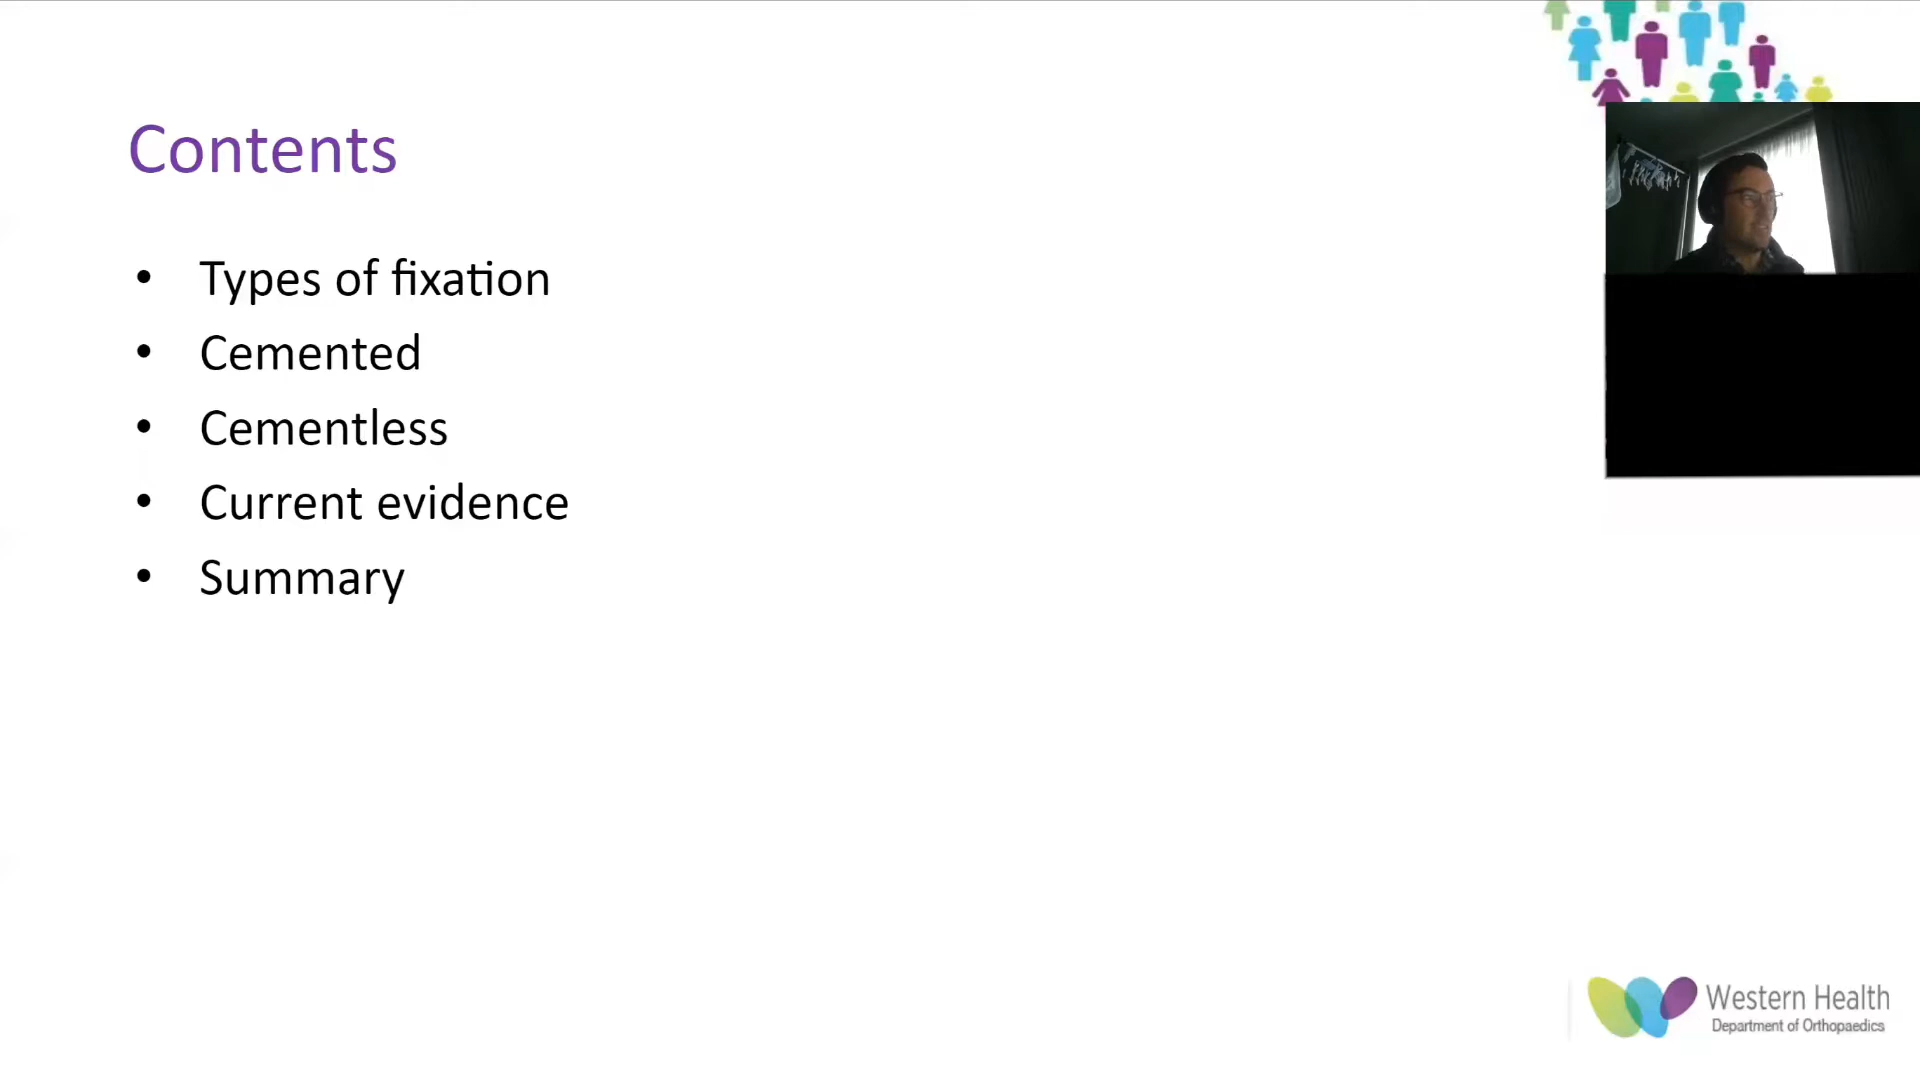 Contents
• Types of fixation
• Cemented
• Cementless
• Current evidence
• Summary
Western Health
Department of Orthopaedics